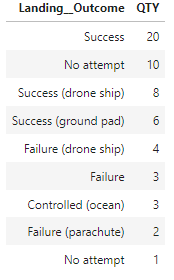 Landing__Outcome QTY
Success 20
No attempt 10
Success (drone ship) 8
Success (ground pad) 6
Failure (drone ship) 4
Failure 3
Controlled (ocean) 3
Failure (parachute) 2
No attempt 1